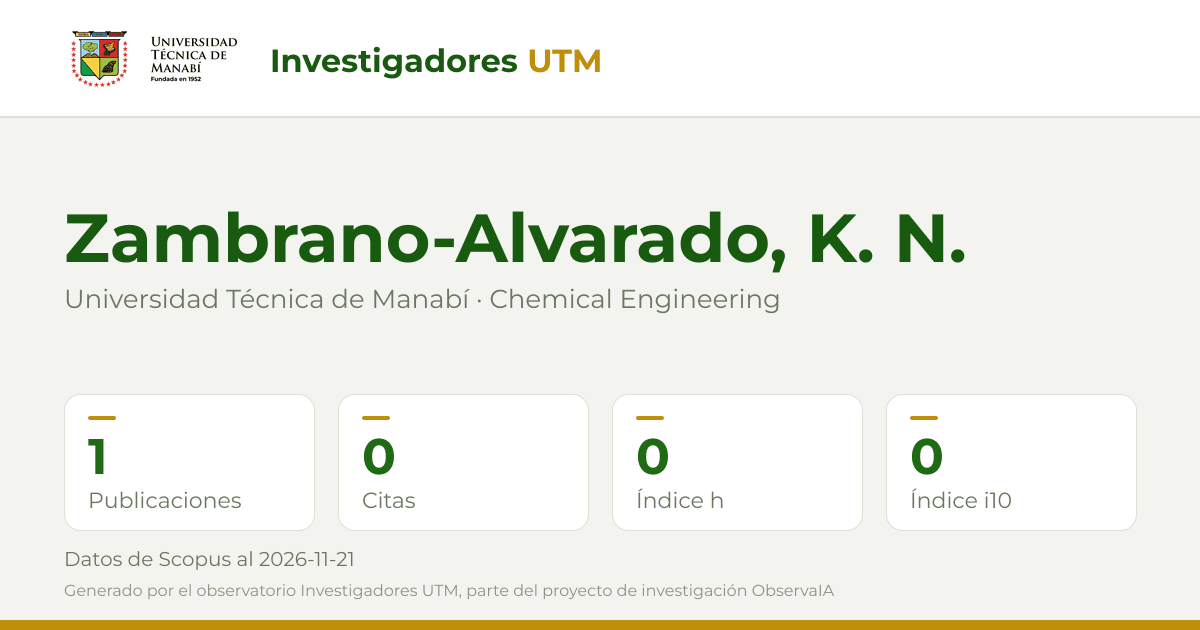 UNIVERSIDAD
TÉCNICA DE
MANABÍ
Fundada en 1952
Investigadores UTM
Zambrano-Alvarado, K. N.
Universidad Técnica de Manabí · Chemical Engineering
1
Publicaciones
0
Citas
0
Índice h
0
Índice i10
Datos de Scopus al 2026-11-21
Generado por el observatorio Investigadores UTM, parte del proyecto de investigación ObservaIA